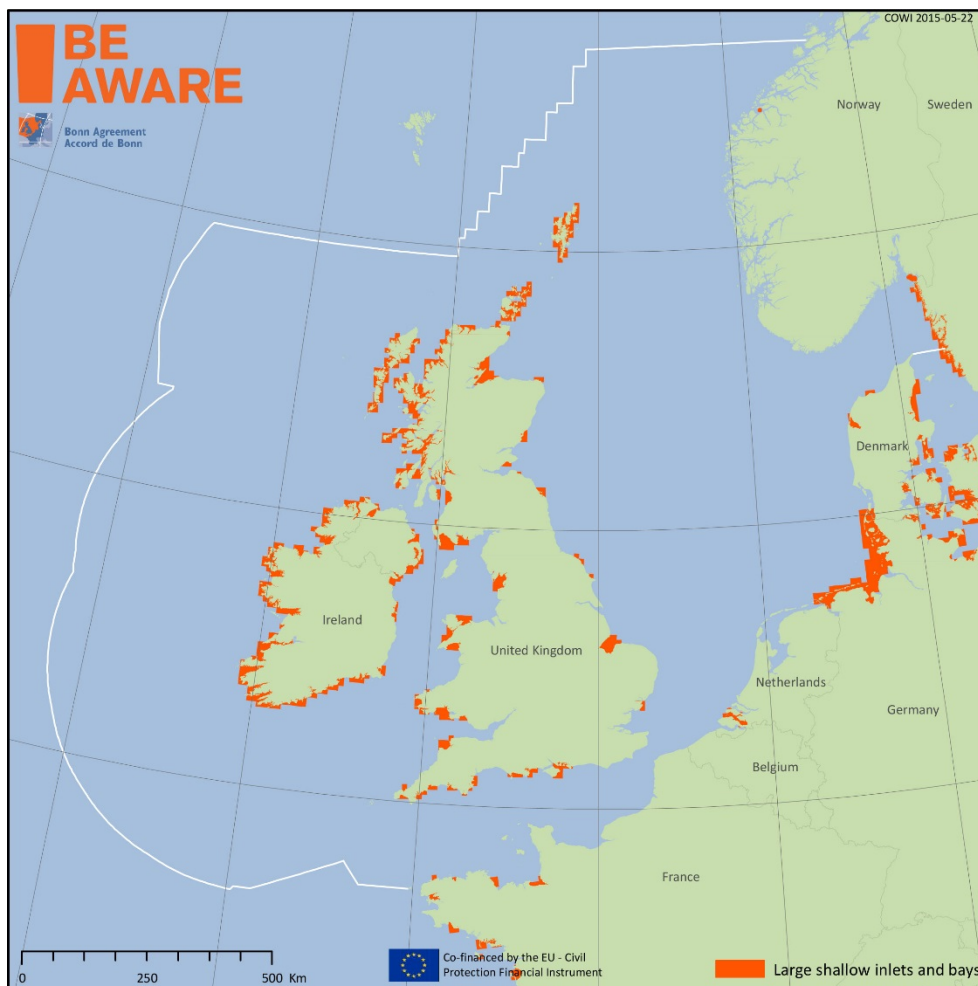 COWI 2015-05-22
BE
AWARE
Bonn Agreement
Accord de Bonn
Norway
Sweden
Denmark
Ireland
United Kingdom
Netherlands
Germany
Belgium
France
0 250 500 Km
Co-financed by the EU - Civil
Protection Financial Instrument
Large shallow inlets and bays